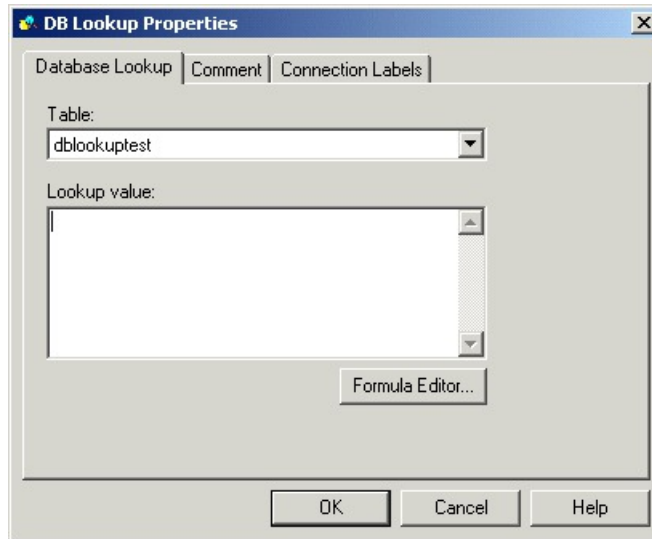 DB Lookup Properties
Database Lookup Comment Connection Labels
Table:
dblookuptest
Lookup value:
Formula Editor...
OK Cancel Help